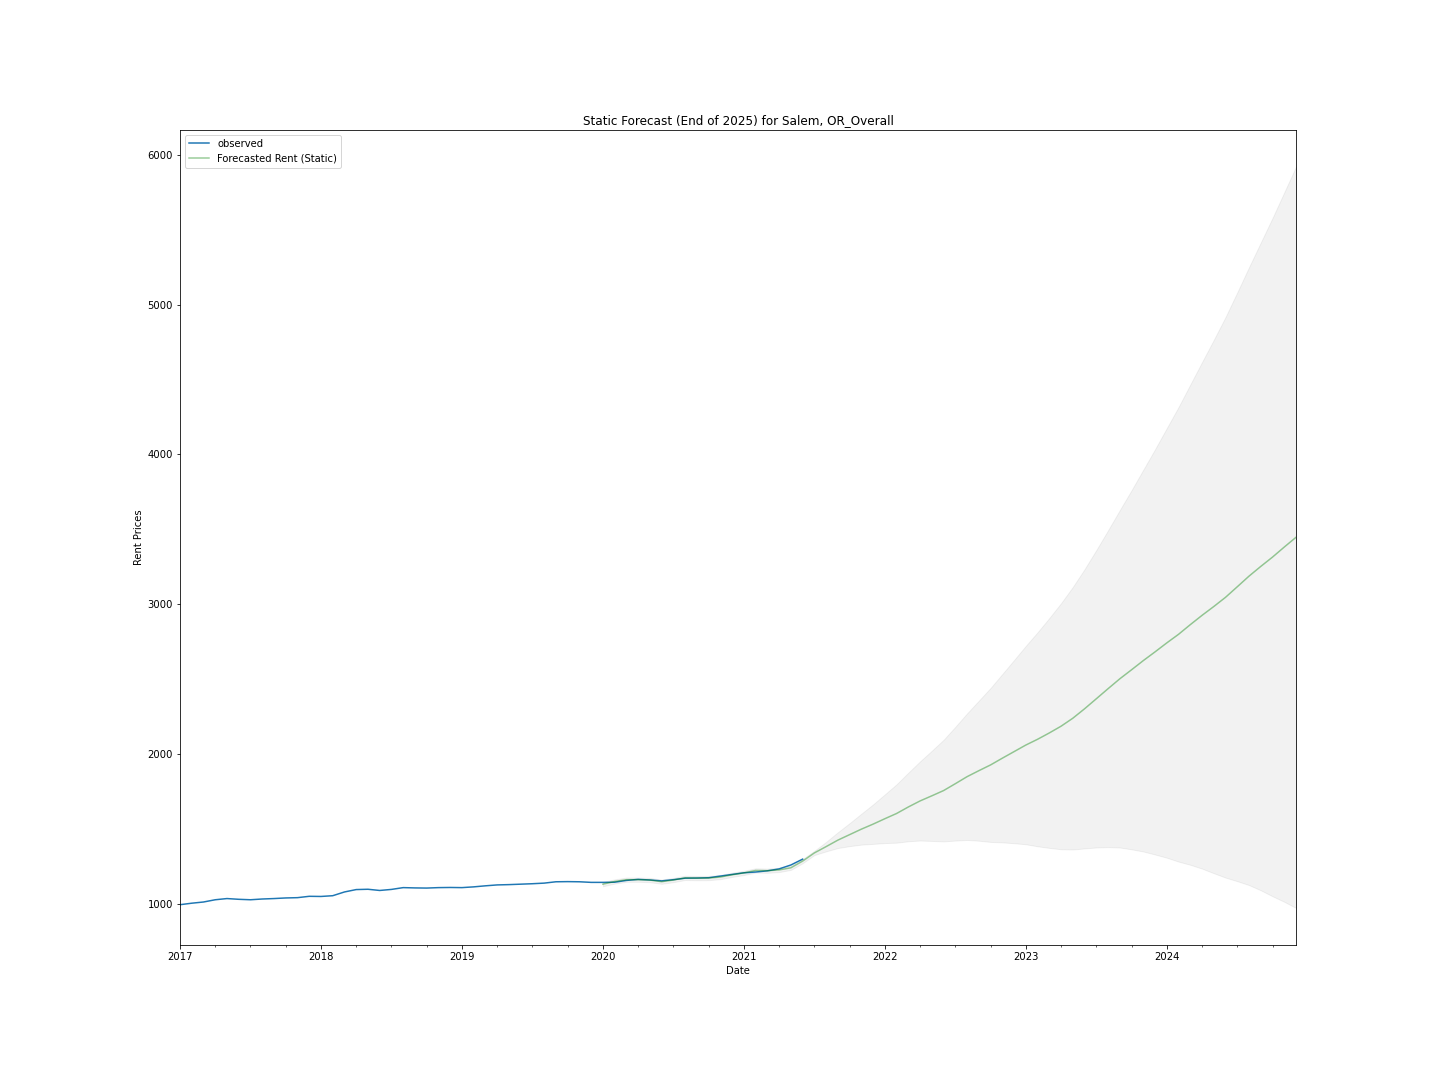 Static Forecast (End of 2025) for Salem, OR_Overall
observed
Forecasted Rent (Static)
6000
5000
4000
3000
2000
1000
Rent Prices
2017 2018 2019 2020 2021 2022 2023 2024
Date